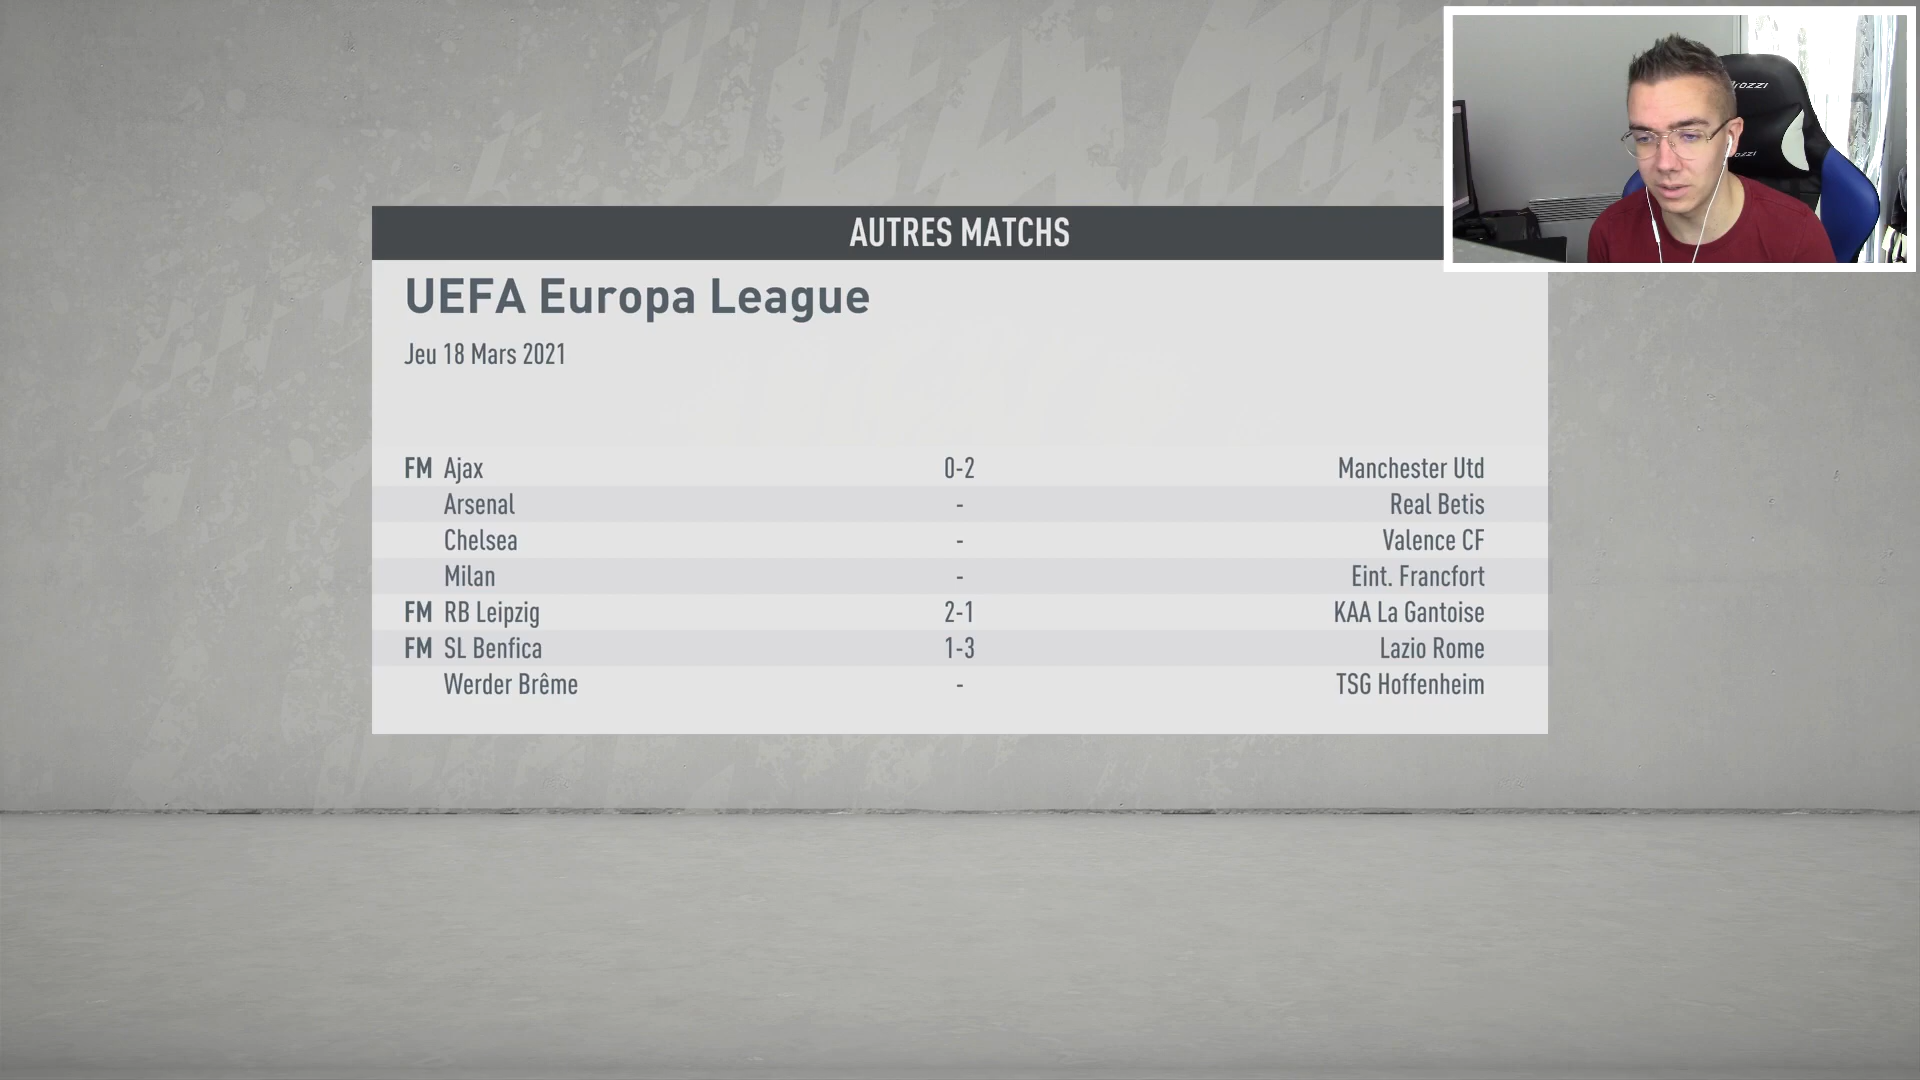 AUTRES MATCHS
UEFA Europa League
Jeu 18 Mars 2021
FM Ajax 0-2 Manchester Utd
Arsenal - Real Betis
Chelsea - Valence CF
Milan - Eint. Francfort
FM RB Leipzig 2-1 KAA La Gantoise
FM SL Benfica 1-3 Lazio Rome
Werder Brême - TSG Hoffenheim